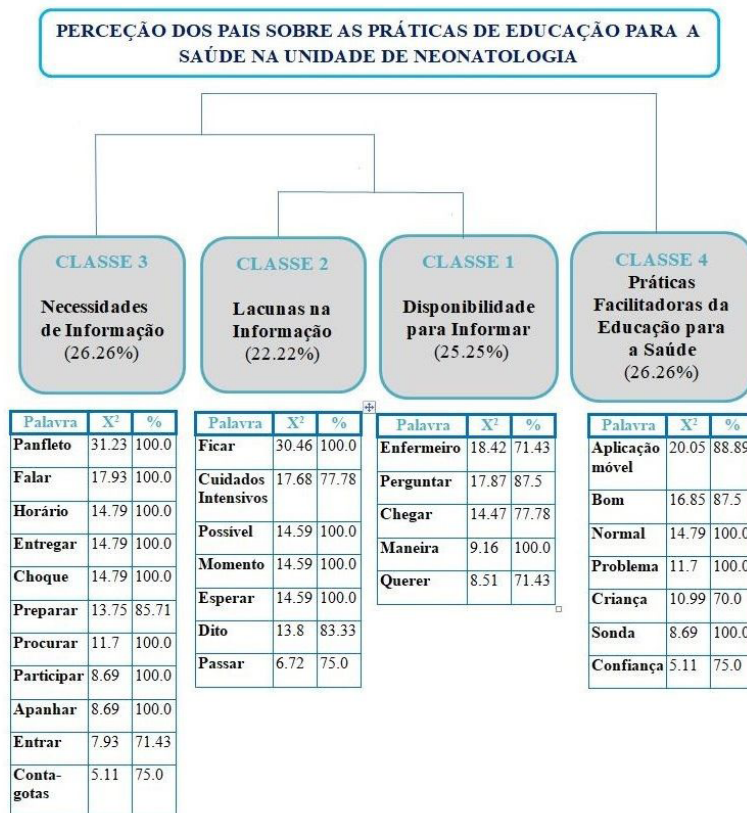 PERCEÇÃO DOS PAIS SOBRE AS PRÁTICAS DE EDUCAÇÃO PARA A
SAÚDE NA UNIDADE DE NEONATOLOGIA
CLASSE 3
Necessidades
de Informação
(26.26%)
CLASSE 2
Lacunas na
Informação
(22.22%)
CLASSE 1
Disponibilidade
para Informar
(25.25%)
CLASSE 4
Práticas
Facilitadoras da
Educação para
a Saúde
(26.26%)
Palavra X² %
Panfleto 31.23 100.0
Falar 17.93 100.0
Horário 14.79 100.0
Entregar 14.79 100.0
Choque 14.79 100.0
Preparar 13.75 85.71
Procurar 11.7 100.0
Participar 8.69 100.0
Apanhar 8.69 100.0
Entrar 7.93 71.43
Conta-
gotas 5.11 75.0
Palavra X² %
Ficar 30.46 100.0
Cuidados 17.68 77.78
Intensivos
Possível 14.59 100.0
Momento 14.59 100.0
Esperar 14.59 100.0
Dito 13.8 83.33
Passar 6.72 75.0
Palavra X² %
Enfermeiro 18.42 71.43
Perguntar 17.87 87.5
Chegar 14.47 77.78
Maneira 9.16 100.0
Querer 8.51 71.43
Palavra X² %
Aplicação 20.05 88.89
móvel
Bom 16.85 87.5
Normal 14.79 100.0
Problema 11.7 100.0
Criança 10.99 70.0
Sonda 8.69 100.0
Confiança 5.11 75.0